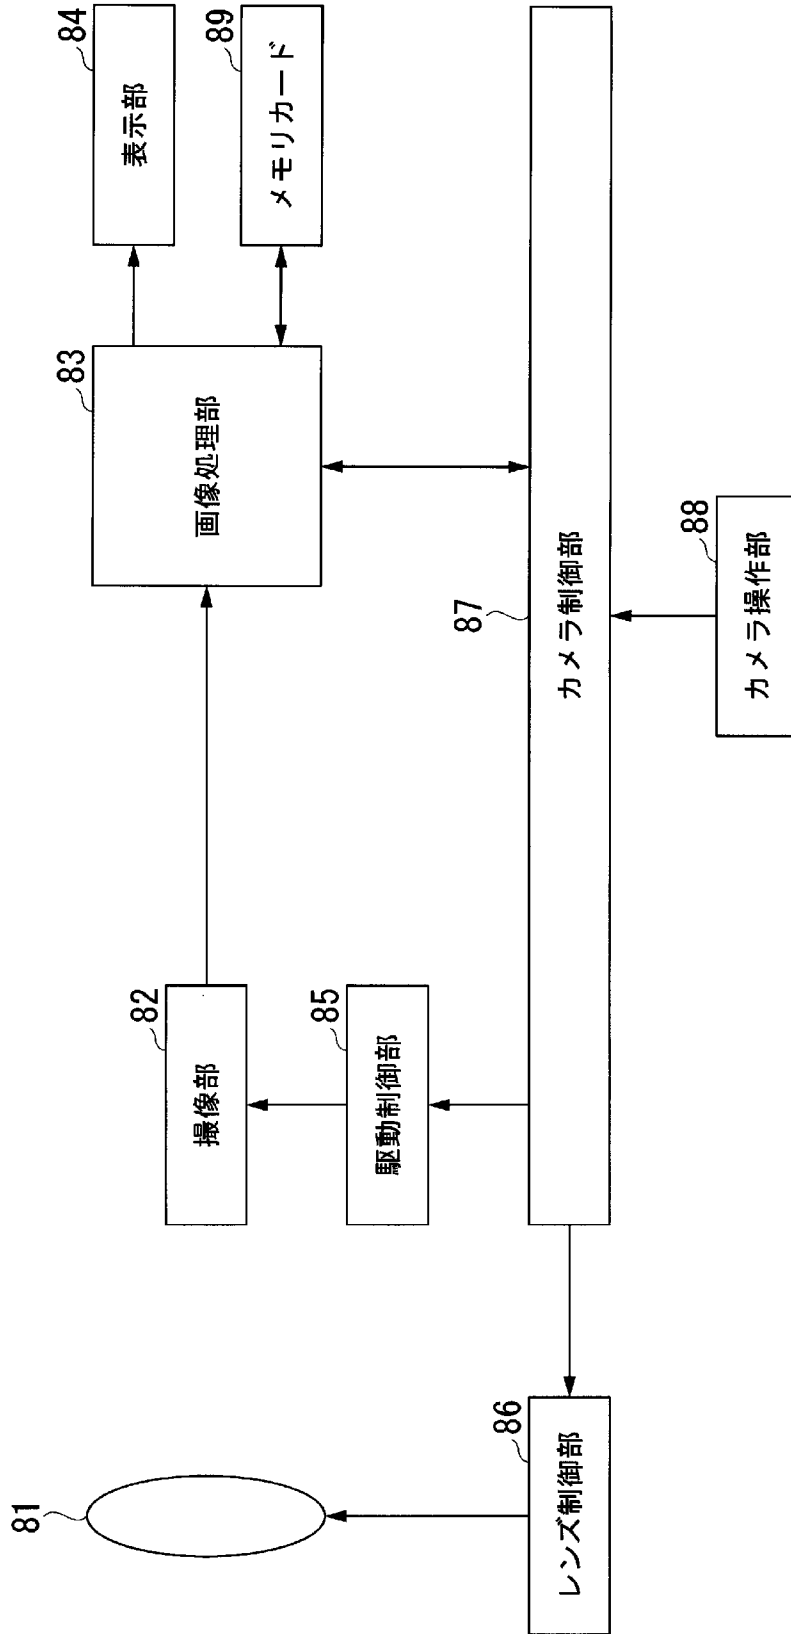 81
82
撮像部
83
画像処理部
84
表示部
89
メモリカード
85
駆動制御部
86
レンズ制御部
87
カメラ制御部
88
カメラ操作部